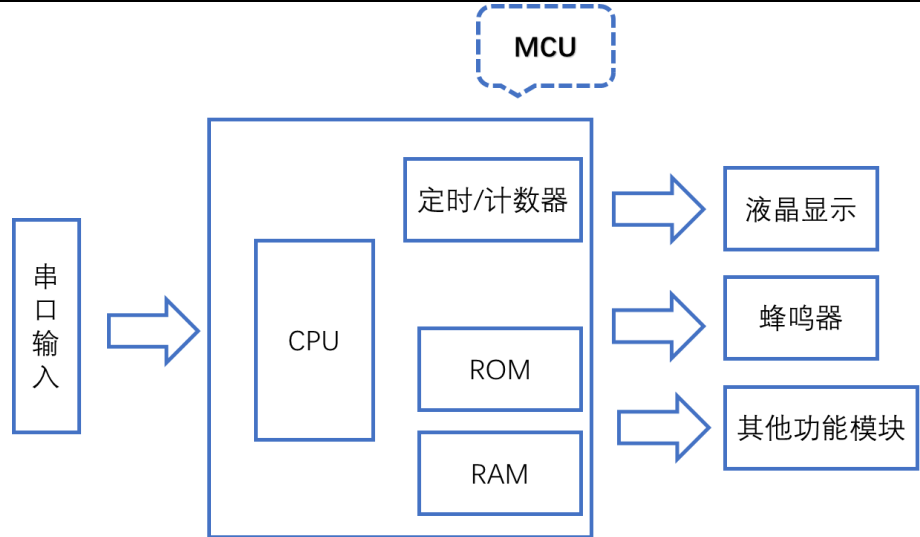 MCU
定时/计数器
液晶显示
串
口
输
入
CPU
蜂鸣器
ROM
其他功能模块
RAM